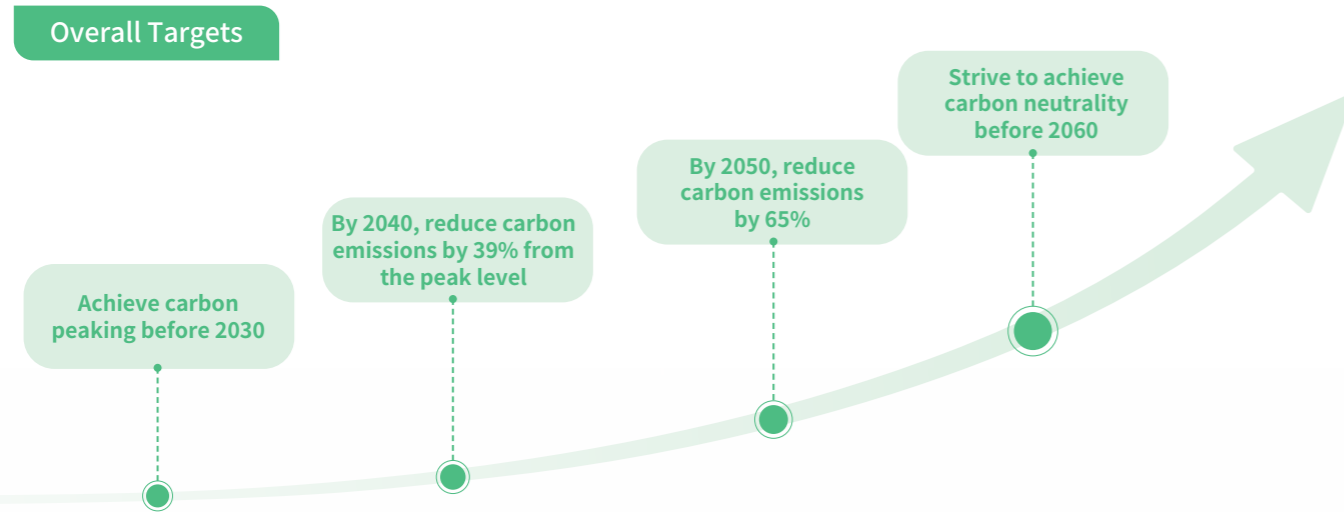 Overall Targets
Achieve carbon
peaking before 2030
By 2040, reduce carbon
emissions by 39% from
the peak level
By 2050, reduce
carbon emissions
by 65%
Strive to achieve
carbon neutrality
before 2060